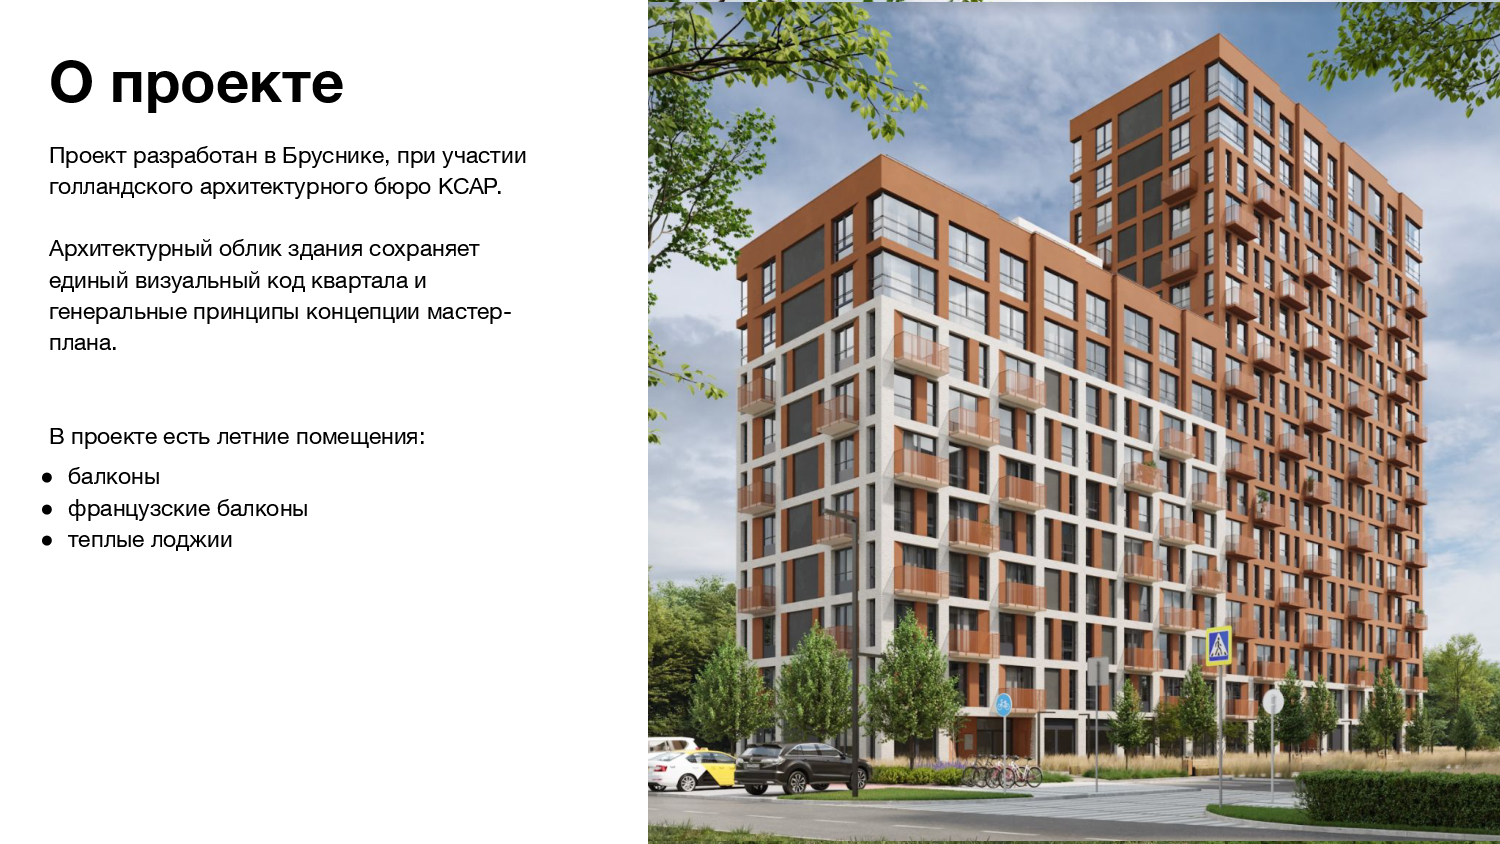 О проекте
Проект разработан в Бруснике, при участии
голландского архитектурного бюро КСАР.
Архитектурный облик здания сохраняет
единый визуальный код квартала и
генеральные принципы концепции мастер-
плана.
В проекте есть летние помещения:
● балконы
● французские балконы
● теплые лоджии